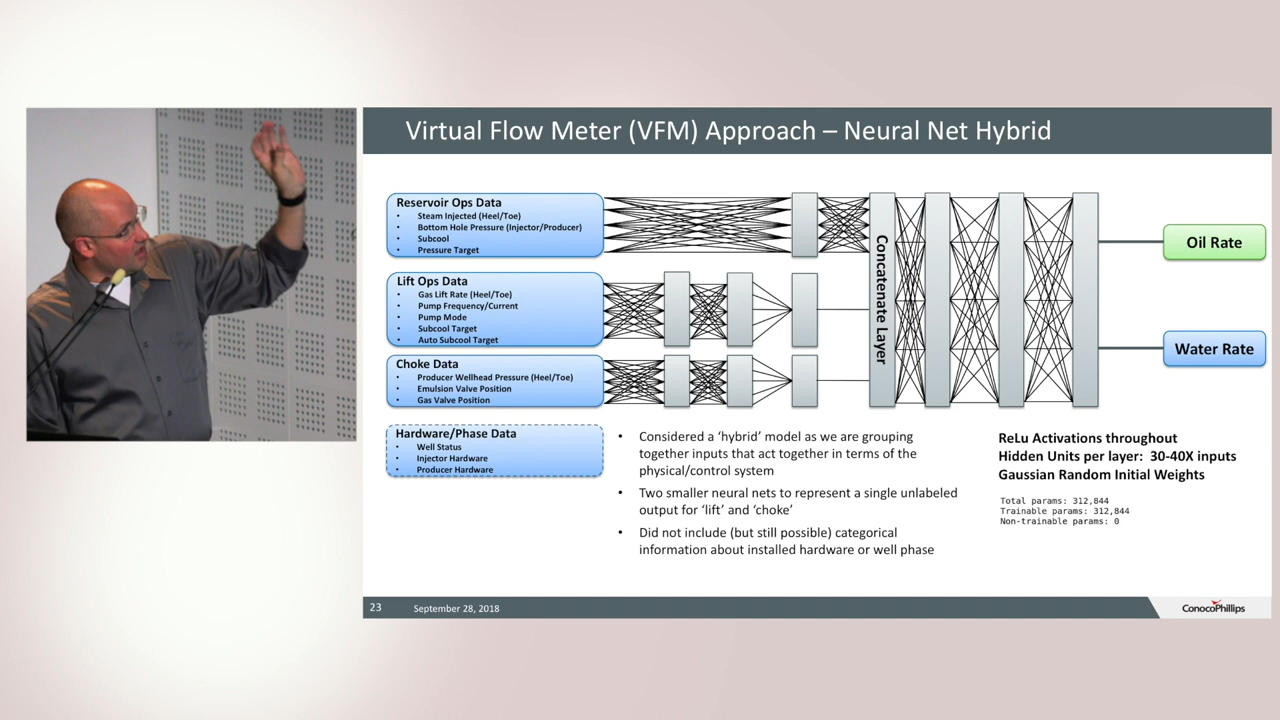 Virtual Flow Meter (VFM) Approach – Neural Net Hybrid
Reservoir Ops Data
• Steam Injected (Heel/Toe)
• Bottom Hole Pressure (Injector/Producer)
• Subcool
• Pressure Target
Lift Ops Data
• Gas Lift Rate (Heel/Toe)
• Pump Frequency/Current
• Pump Mode
• Subcool Target
• Auto Subcool Target
Choke Data
• Producer Wellhead Pressure (Heel/Toe)
• Emulsion Valve Position
• Gas Valve Position
Hardware/Phase Data
• Well Status
• Injector Hardware
• Producer Hardware
Concatenate Layer
Oil Rate
Water Rate
• Considered a ‘hybrid’ model as we are grouping
together inputs that act together in terms of the
physical/control system
• Two smaller neural nets to represent a single unlabeled
output for ‘lift’ and ‘choke’
• Did not include (but still possible) categorical
information about installed hardware or well phase
ReLu Activations throughout
Hidden Units per layer: 30-40X inputs
Gaussian Random Initial Weights
Total params: 312,844
Trainable params: 312,844
Non-trainable params: 0
23
September 28, 2018
ConocoPhillips